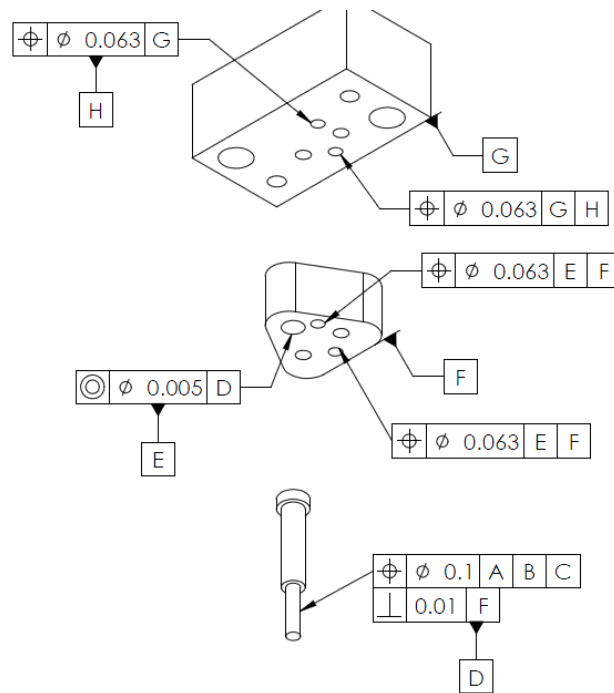 ⌖ ⌀ 0.063 G
H
G
⌖ ⌀ 0.063 G H
⌖ ⌀ 0.063 E F
F
◎ ⌀ 0.005 D
E
⌖ ⌀ 0.063 E F
⌖ ⌀ 0.1 A B C
⊥ 0.01 F
D